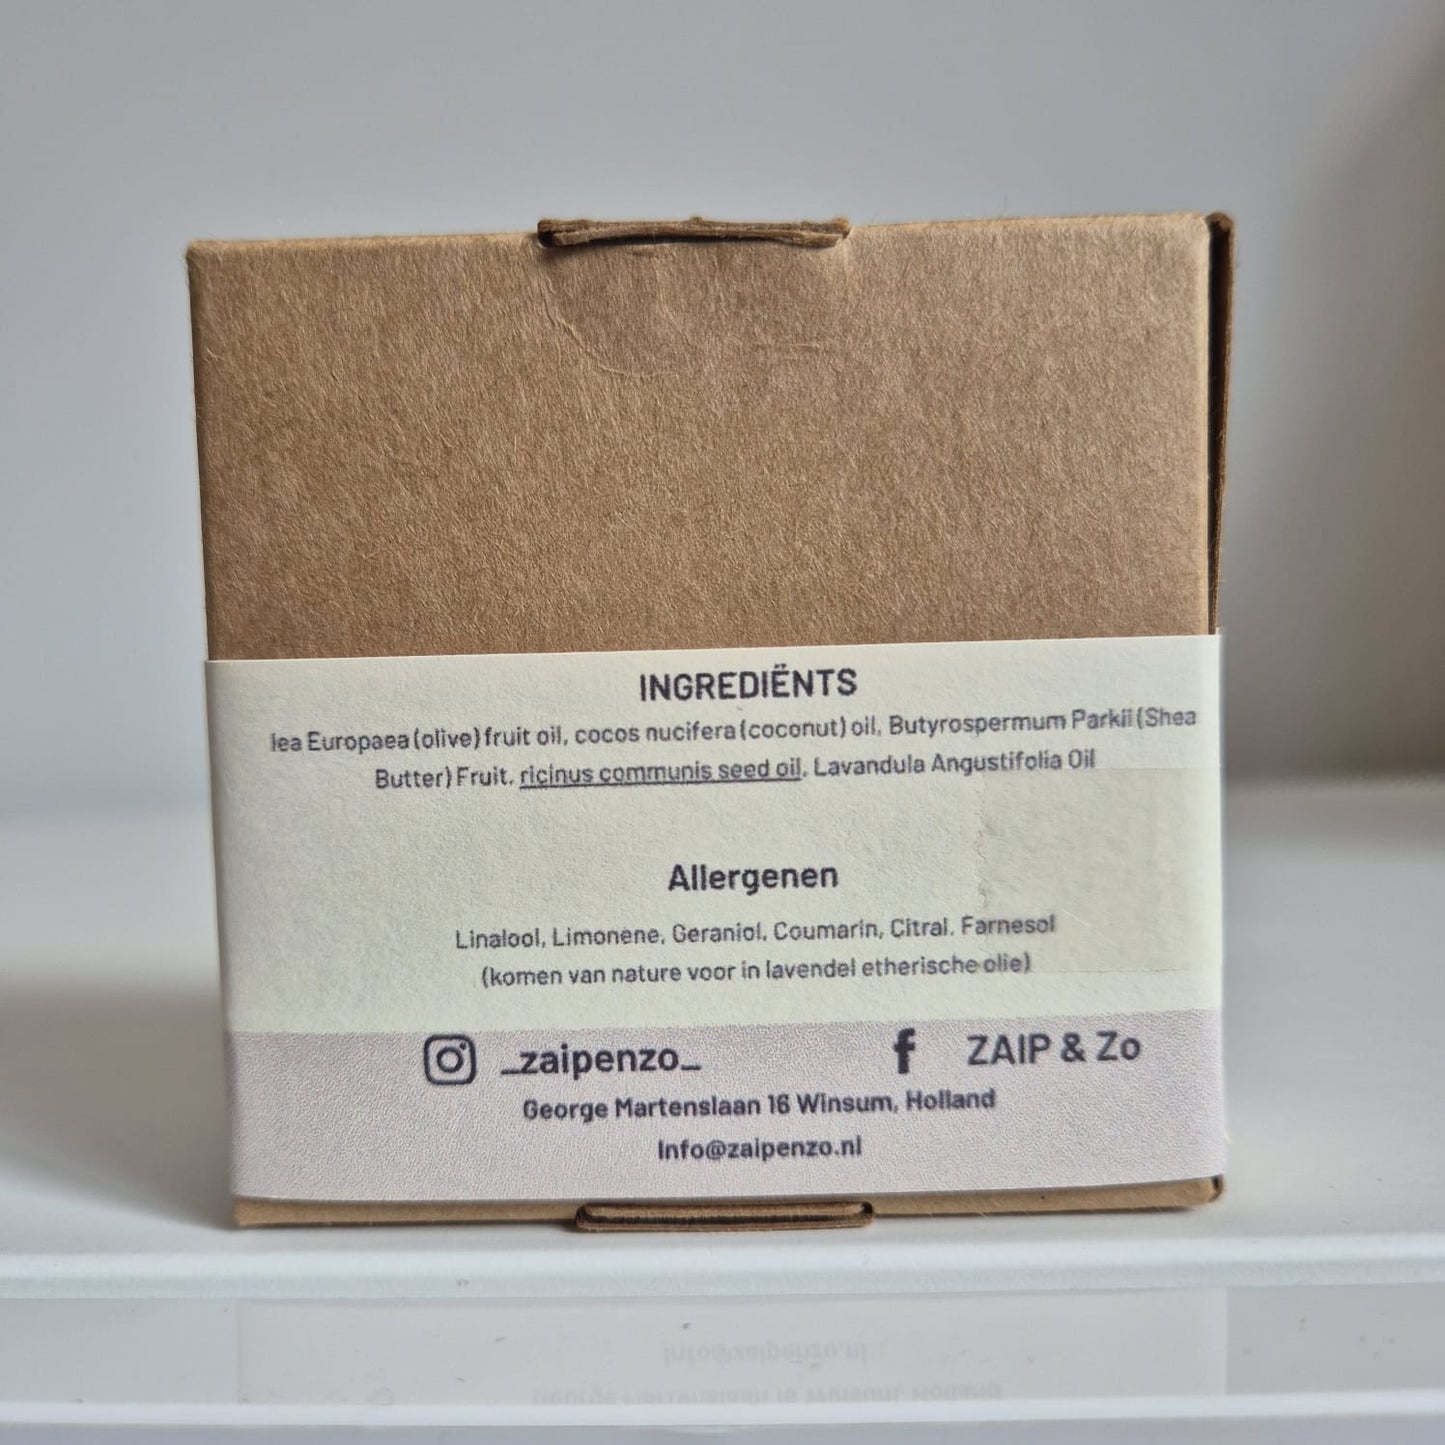 INGREDIËNTS
lea Europaea (olive) fruit oil, cocos nucifera (coconut) oil, Butyrospermum Parkii (Shea
Butter) Fruit, ricinus communis seed oil, Lavandula Angustifolia Oil
Allergenen
Linalool, Limonene, Geraniol, Coumarin, Citral, Farnesol
(komen van nature voor in lavendel etherische olie)
_zaipenzo_ f ZAIP & Zo
George Martenslaan 16 Winsum, Holland
Info@zaipenzo.nl